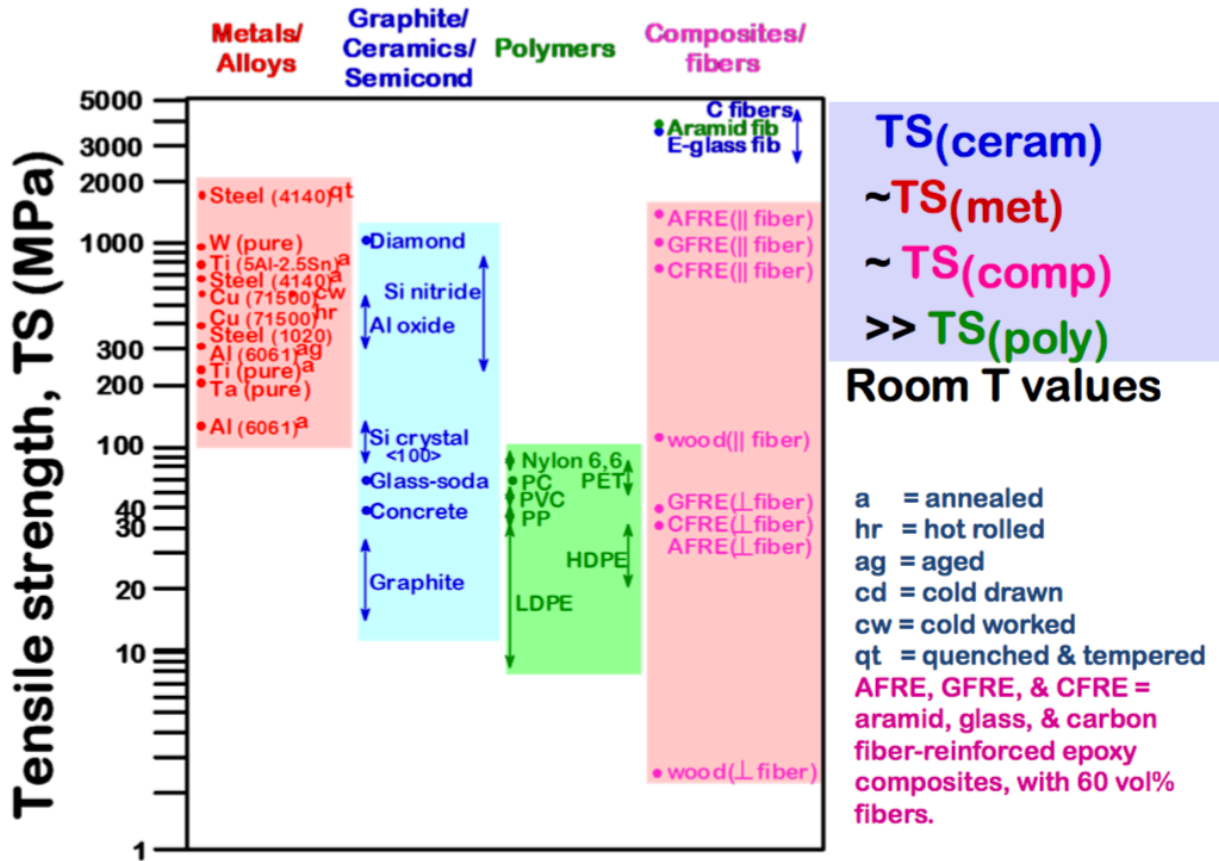 Metals/
Alloys
Graphite/
Ceramics/
Semicond
Polymers
Composites/
fibers
Tensile strength, TS (MPa)
5000
3000
2000
1000
300
200
100
40
30
20
10
1
Steel (4140)qt
W (pure)
Ti (5Al-2.5Sn)a
Steel (4140)a
Cu (71500) cw
Cu (71500)hr
Steel (1020)
Al (6061)ag
Ti (pure)a
Ta (pure)
Al (6061)a
Diamond
Si nitride
Al oxide
Si crystal
<100>
Glass-soda
Concrete
Graphite
Nylon 6,6
PC
PET
PVC
PP
HDPE
LDPE
C fibers
Aramid fib
E-glass fib
AFRE(|| fiber)
GFRE(|| fiber)
CFRE(|| fiber)
wood(|| fiber)
GFRE(⊥fiber)
CFRE(⊥fiber)
AFRE(⊥fiber)
wood(⊥fiber)
TS(ceram)
~TS(met)
~ TS(comp)
>> TS(poly)
Room T values
a = annealed
hr = hot rolled
ag = aged
cd = cold drawn
cw = cold worked
qt = quenched & tempered
AFRE, GFRE, & CFRE =
aramid, glass, & carbon
fiber-reinforced epoxy
composites, with 60 vol%
fibers.